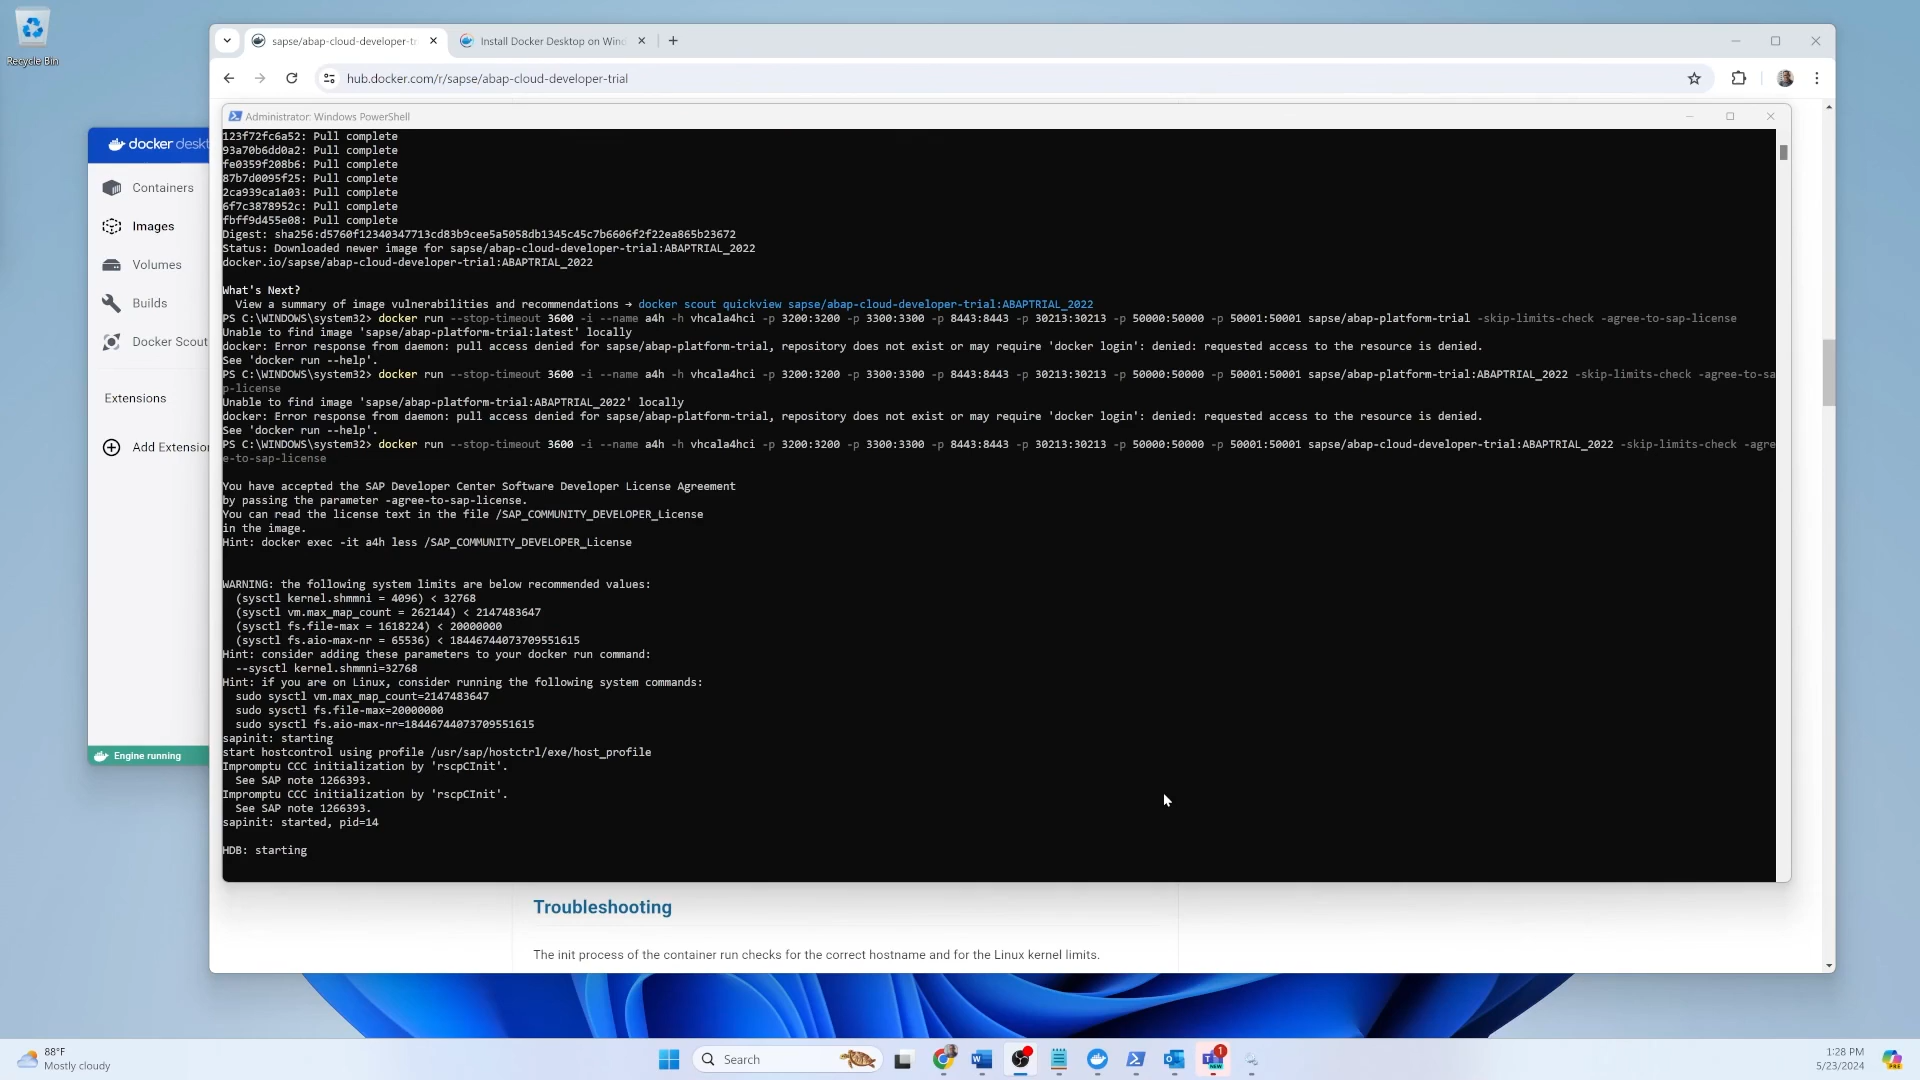 Recycle Bin
sapse/abap-cloud-developer-tr
Install Docker Desktop on Wind
hub.docker.com/r/sapse/abap-cloud-developer-trial
docker deskt
Containers
Images
Volumes
Builds
Docker Scout
Extensions
Add Extension
Engine running
Administrator: Windows PowerShell
123f72fc6a52: Pull complete
93a70b6dd0a2: Pull complete
fe0359f208b6: Pull complete
87b7d0095f25: Pull complete
2ca939ca1a03: Pull complete
6f7c3878952c: Pull complete
fbff9d455e08: Pull complete
Digest: sha256:d5760f12340347713cd83b9cee5a5058db1345c45c7b6606f2f22ea865b23672
Status: Downloaded newer image for sapse/abap-cloud-developer-trial:ABAPTRIAL_2022
docker.io/sapse/abap-cloud-developer-trial:ABAPTRIAL_2022
What's Next?
View a summary of image vulnerabilities and recommendations → docker scout quickview sapse/abap-cloud-developer-trial:ABAPTRIAL_2022
PS C:\WINDOWS\system32> docker run --stop-timeout 3600 -i --name a4h -h vhcala4hci -p 3200:3200 -p 3300:3300 -p 8443:8443 -p 30213:30213 -p 50000:50000 -p 50001:50001 sapse/abap-platform-trial -skip-limits-check -agree-to-sap-license
Unable to find image 'sapse/abap-platform-trial:latest' locally
docker: Error response from daemon: pull access denied for sapse/abap-platform-trial, repository does not exist or may require 'docker login': denied: requested access to the resource is denied.
See 'docker run --help'.
PS C:\WINDOWS\system32> docker run --stop-timeout 3600 -i --name a4h -h vhcala4hci -p 3200:3200 -p 3300:3300 -p 8443:8443 -p 30213:30213 -p 50000:50000 -p 50001:50001 sapse/abap-platform-trial:ABAPTRIAL_2022 -skip-limits-check -agree-to-sa
p-license
Unable to find image 'sapse/abap-platform-trial:ABAPTRIAL_2022' locally
docker: Error response from daemon: pull access denied for sapse/abap-platform-trial, repository does not exist or may require 'docker login': denied: requested access to the resource is denied.
See 'docker run --help'.
PS C:\WINDOWS\system32> docker run --stop-timeout 3600 -i --name a4h -h vhcala4hci -p 3200:3200 -p 3300:3300 -p 8443:8443 -p 30213:30213 -p 50000:50000 -p 50001:50001 sapse/abap-cloud-developer-trial:ABAPTRIAL_2022 -skip-limits-check -agre
e-to-sap-license
You have accepted the SAP Developer Center Software Developer License Agreement
by passing the parameter -agree-to-sap-license.
You can read the license text in the file /SAP_COMMUNITY_DEVELOPER_License
in the image.
Hint: docker exec -it a4h less /SAP_COMMUNITY_DEVELOPER_License
WARNING: the following system limits are below recommended values:
(sysctl kernel.shmmni = 4096) < 32768
(sysctl vm.max_map_count = 262144) < 2147483647
(sysctl fs.file-max = 1618224) < 20000000
(sysctl fs.aio-max-nr = 65536) < 18446744073709551615
Hint: consider adding these parameters to your docker run command:
--sysctl kernel.shmmni=32768
Hint: if you are on Linux, consider running the following system commands:
sudo sysctl vm.max_map_count=2147483647
sudo sysctl fs.file-max=20000000
sudo sysctl fs.aio-max-nr=18446744073709551615
sapinit: starting
start hostcontrol using profile /usr/sap/hostctrl/exe/host_profile
Impromptu CCC initialization by 'rscpCInit'.
See SAP note 1266393.
Impromptu CCC initialization by 'rscpCInit'.
See SAP note 1266393.
sapinit: started, pid=14
HDB: starting
Troubleshooting
The init process of the container run checks for the correct hostname and for the Linux kernel limits.
88°F
Mostly cloudy
Search
1
NEW
1:28 PM
5/23/2024
PRE